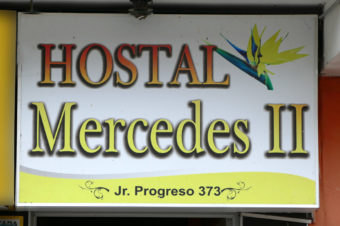 HOSTAL
Mercedes II
Jr. Progreso 373